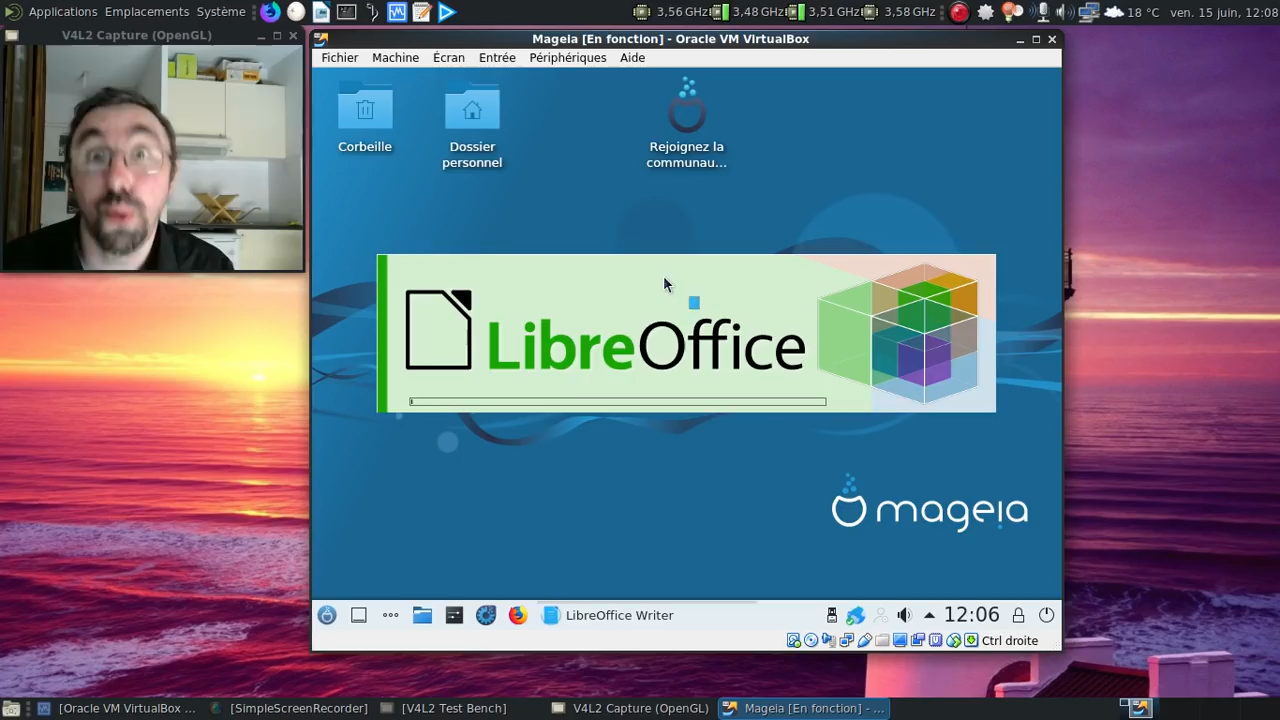 Applications Emplacements Système
3,56 GHz 3,48 GHz 3,51 GHz 3,58 GHz
18 °C ven. 15 juin, 12:08
V4L2 Capture (OpenGL)
Mageia [En fonction] - Oracle VM VirtualBox
Fichier Machine Écran Entrée Périphériques Aide
Corbeille
Dossier
personnel
Rejoignez la
communau...
LibreOffice
mageia
LibreOffice Writer
12:06
Ctrl droite
[Oracle VM VirtualBox ...
[SimpleScreenRecorder]
[V4L2 Test Bench]
V4L2 Capture (OpenGL)
Mageia [En fonction] - ...